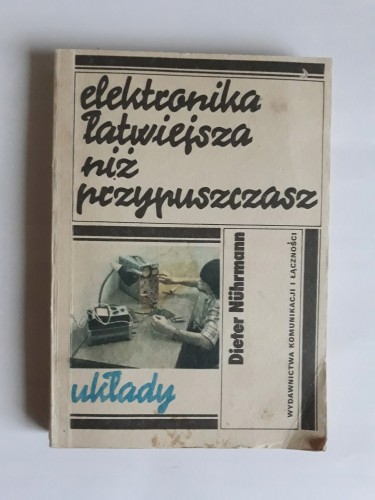 elektronika
łatwiejsza
niż
przypuszczasz
układy
Dieter Nührmann
WYDAWNICTWA KOMUNIKACJI I ŁĄCZNOŚCI